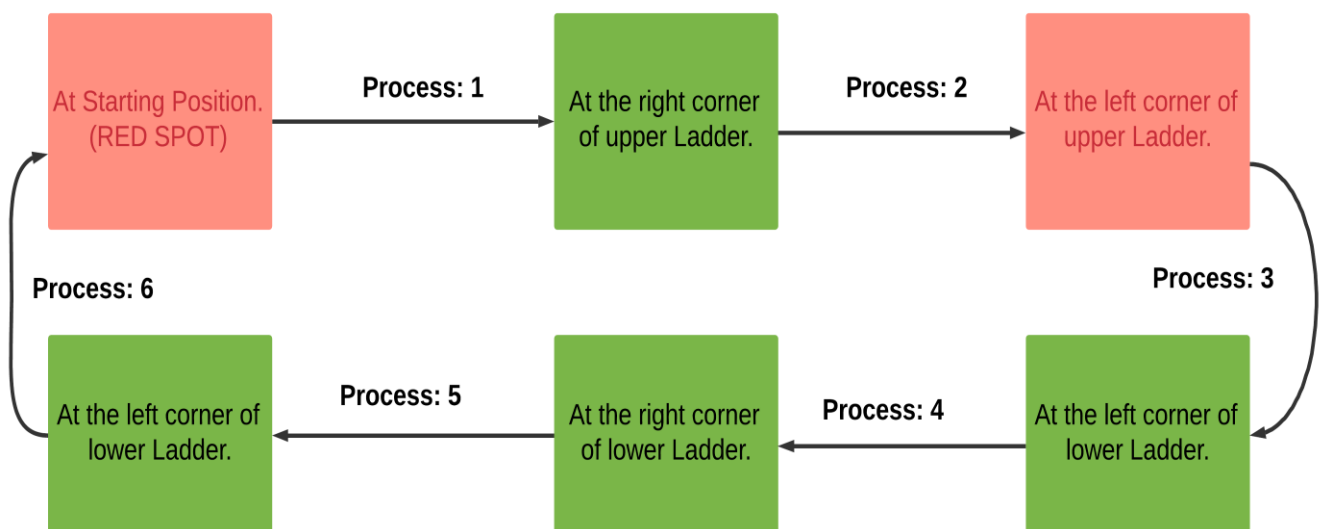 At Starting Position.
(RED SPOT)
Process: 1
At the right corner
of upper Ladder.
Process: 2
At the left corner of
upper Ladder.
Process: 3
At the left corner of
lower Ladder.
Process: 4
At the right corner
of lower Ladder.
Process: 5
At the left corner of
lower Ladder.
Process: 6